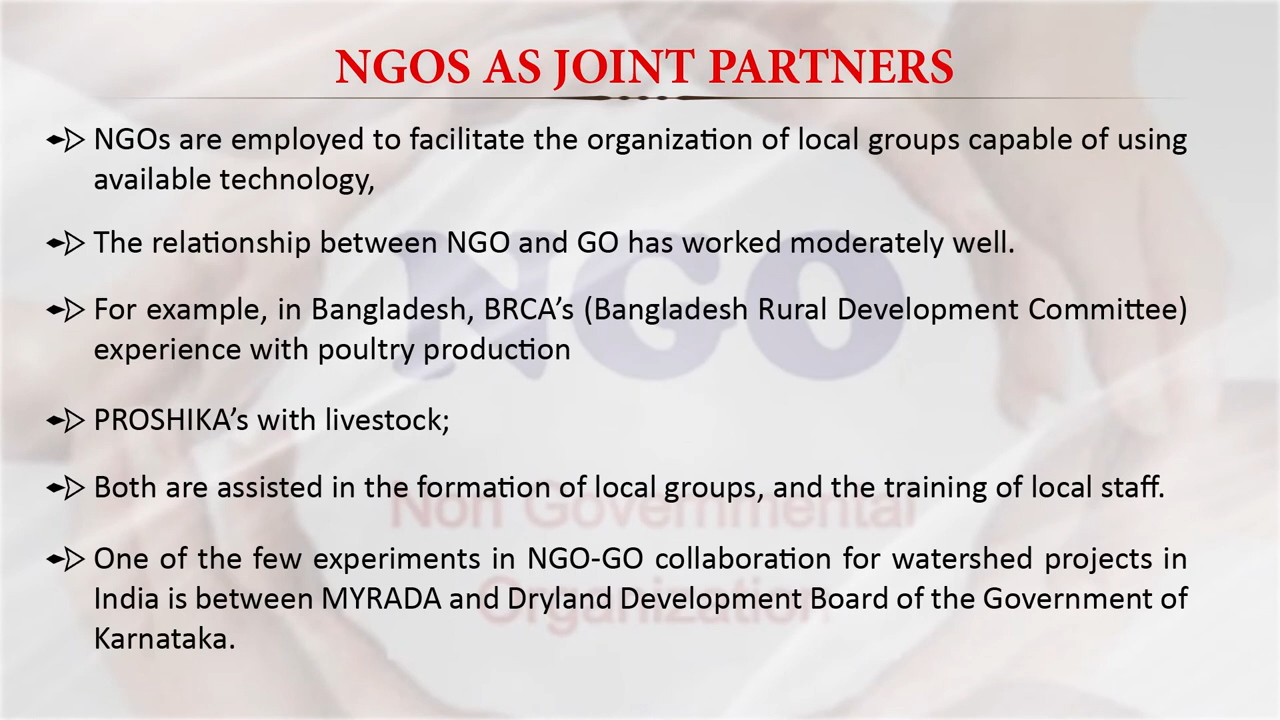 NGOS AS JOINT PARTNERS
NGOs are employed to facilitate the organization of local groups capable of using
available technology,
The relationship between NGO and GO has worked moderately well.
For example, in Bangladesh, BRCA’s (Bangladesh Rural Development Committee)
experience with poultry production
PROSHIKA’s with livestock;
Both are assisted in the formation of local groups, and the training of local staff.
One of the few experiments in NGO-GO collaboration for watershed projects in
India is between MYRADA and Dryland Development Board of the Government of
Karnataka.
NGO
Non Governmental
Organization